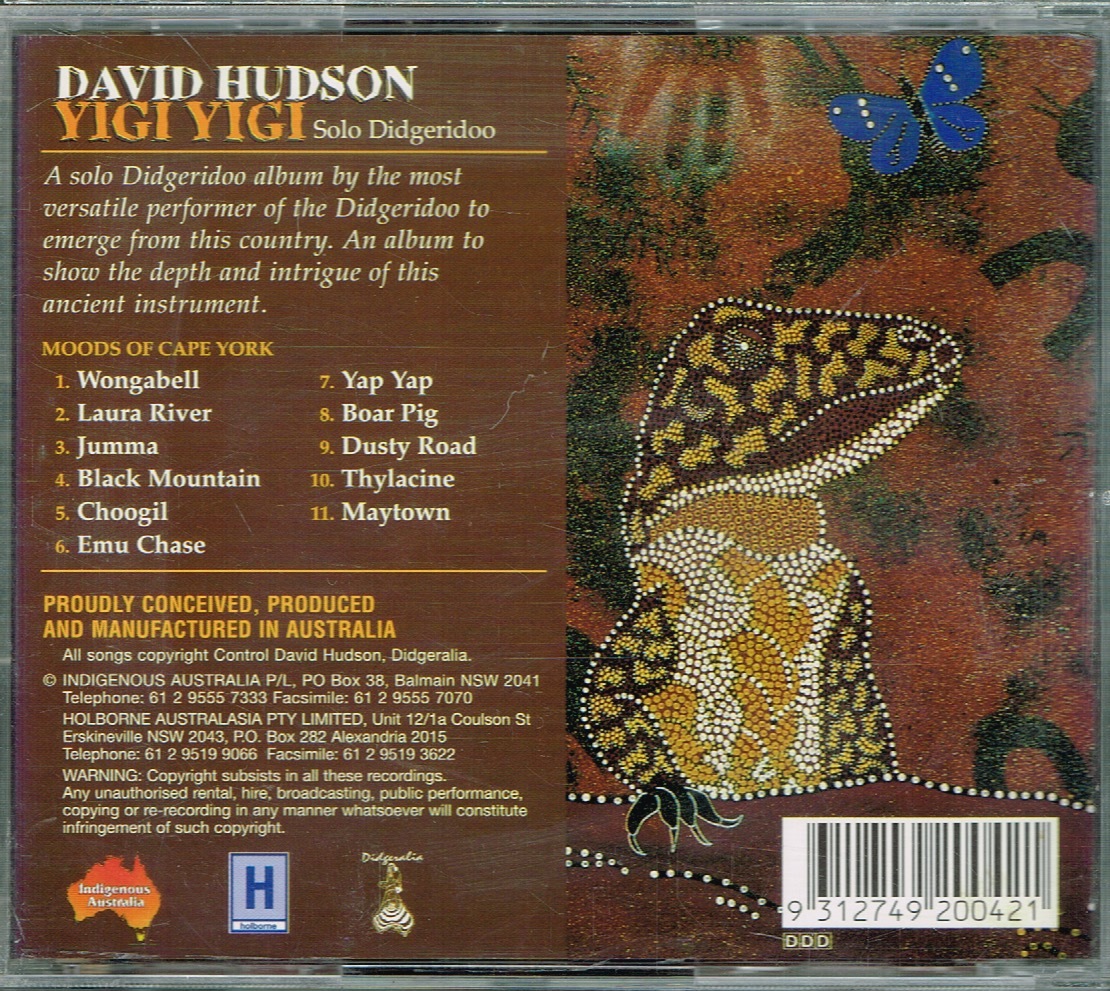 DAVID HUDSON
YIGI YIGI Solo Didgeridoo
A solo Didgeridoo album by the most
versatile performer of the Didgeridoo to
emerge from this country. An album to
show the depth and intrigue of this
ancient instrument.
MOODS OF CAPE YORK
1. Wongabell
2. Laura River
3. Jumma
4. Black Mountain
5. Choogil
6. Emu Chase
7. Yap Yap
8. Boar Pig
9. Dusty Road
10. Thylacine
11. Maytown
PROUDLY CONCEIVED, PRODUCED
AND MANUFACTURED IN AUSTRALIA
All songs copyright Control David Hudson, Didgeralia.
© INDIGENOUS AUSTRALIA P/L, PO Box 38, Balmain NSW 2041
Telephone: 61 2 9555 7333 Facsimile: 61 2 9555 7070
HOLBORNE AUSTRALASIA PTY LIMITED, Unit 12/1a Coulson St
Erskineville NSW 2043, P.O. Box 282 Alexandria 2015
Telephone: 61 2 9519 9066 Facsimile: 61 2 9519 3622
WARNING: Copyright subsists in all these recordings.
Any unauthorised rental, hire, broadcasting, public performance,
copying or re-recording in any manner whatsoever will constitute
infringement of such copyright.
Indigenous
Australia
H
holborne
Didgeralia
9 312749 200421
DDD